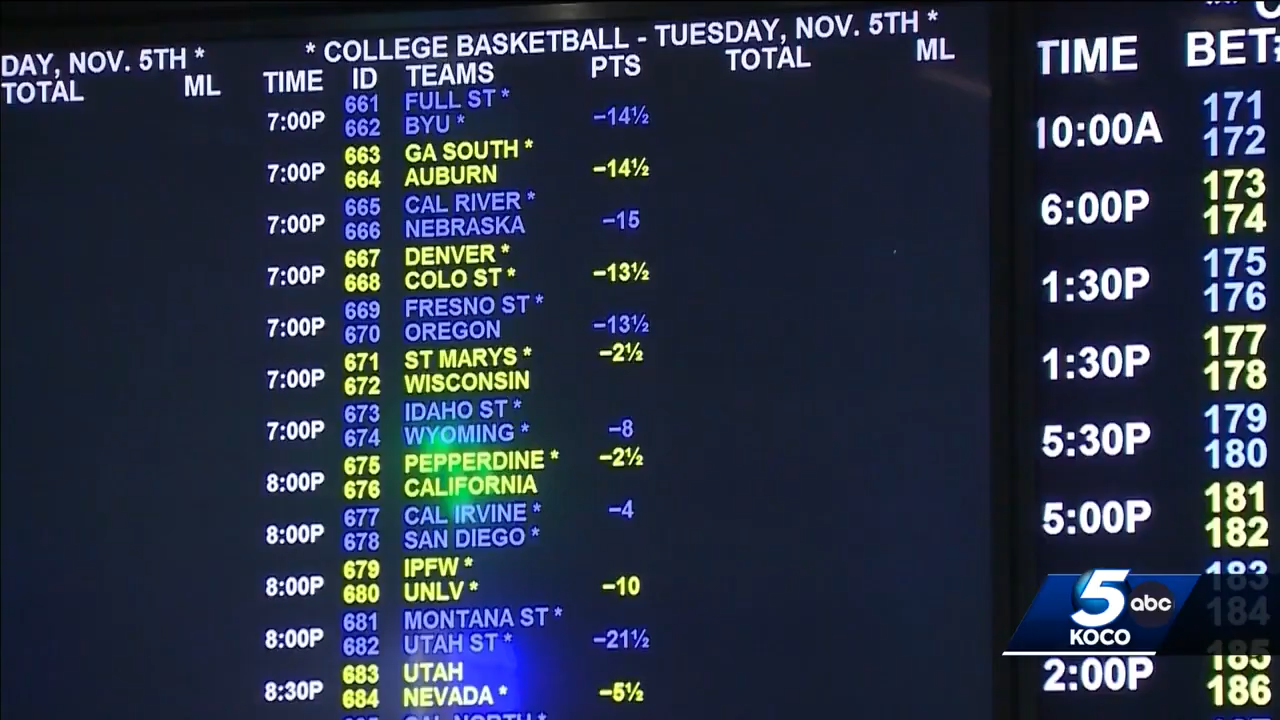 DAY, NOV. 5TH *
TOTAL ML
* COLLEGE BASKETBALL - TUESDAY, NOV. 5TH *
TIME ID TEAMS PTS TOTAL ML
661 FULL ST *
7:00P 662 BYU * -14½
663 GA SOUTH *
7:00P 664 AUBURN -14½
665 CAL RIVER *
7:00P 666 NEBRASKA -15
667 DENVER *
7:00P 668 COLO ST * -13½
669 FRESNO ST *
7:00P 670 OREGON -13½
671 ST MARYS * -2½
7:00P 672 WISCONSIN
673 IDAHO ST *
7:00P 674 WYOMING * -8
675 PEPPERDINE * -2½
8:00P 676 CALIFORNIA
677 CAL IRVINE * -4
8:00P 678 SAN DIEGO *
679 IPFW *
8:00P 680 UNLV * -10
681 MONTANA ST *
8:00P 682 UTAH ST * -21½
683 UTAH
8:30P 684 NEVADA * -5½
CAL NORTH *
TIME BET#
171
10:00A 172
173
6:00P 174
175
1:30P 176
177
1:30P 178
179
5:30P 180
181
5:00P 182
183
184
185
2:00P 186
5 abc
KOCO